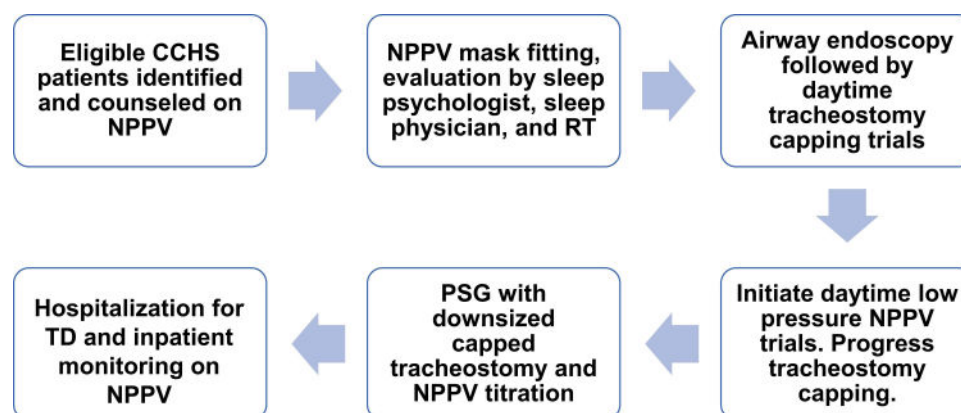 Eligible CCHS
patients identified
and counseled on
NPPV
NPPV mask fitting,
evaluation by sleep
psychologist, sleep
physician, and RT
Airway endoscopy
followed by
daytime
tracheostomy
capping trials
Initiate daytime low
pressure NPPV
trials. Progress
tracheostomy
capping.
PSG with
downsized
capped
tracheostomy and
NPPV titration
Hospitalization for
TD and inpatient
monitoring on
NPPV